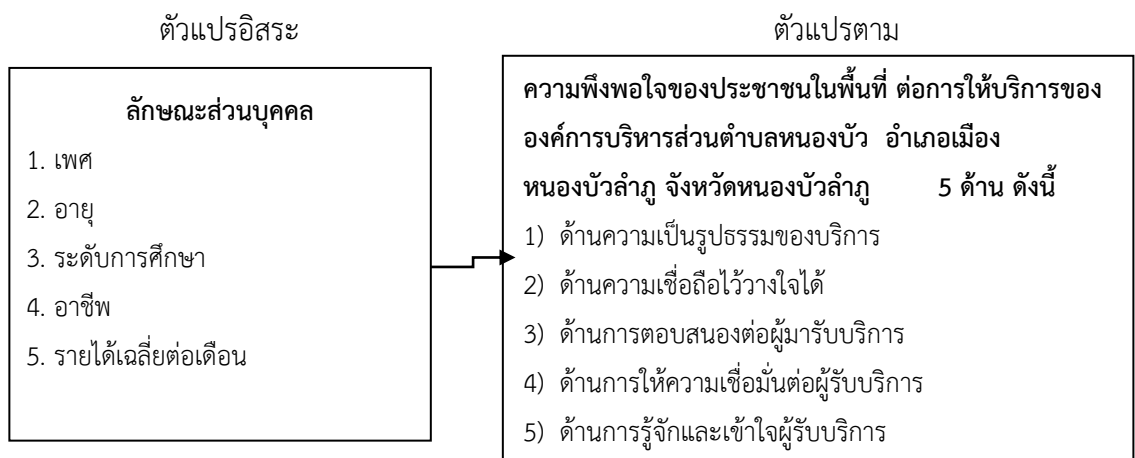 ตัวแปรอิสระ
ตัวแปรตาม
ลักษณะส่วนบุคคล
1. เพศ
2. อายุ
3. ระดับการศึกษา
4. อาชีพ
5. รายได้เฉลี่ยต่อเดือน
ความพึงพอใจของประชาชนในพื้นที่ ต่อการให้บริการของ
องค์การบริหารส่วนตำบลหนองบัว อำเภอเมือง
หนองบัวลำภู จังหวัดหนองบัวลำภู 5 ด้าน ดังนี้
1) ด้านความเป็นรูปธรรมของบริการ
2) ด้านความเชื่อถือไว้วางใจได้
3) ด้านการตอบสนองต่อผู้มารับบริการ
4) ด้านการให้ความเชื่อมั่นต่อผู้รับบริการ
5) ด้านการรู้จักและเข้าใจผู้รับบริการ